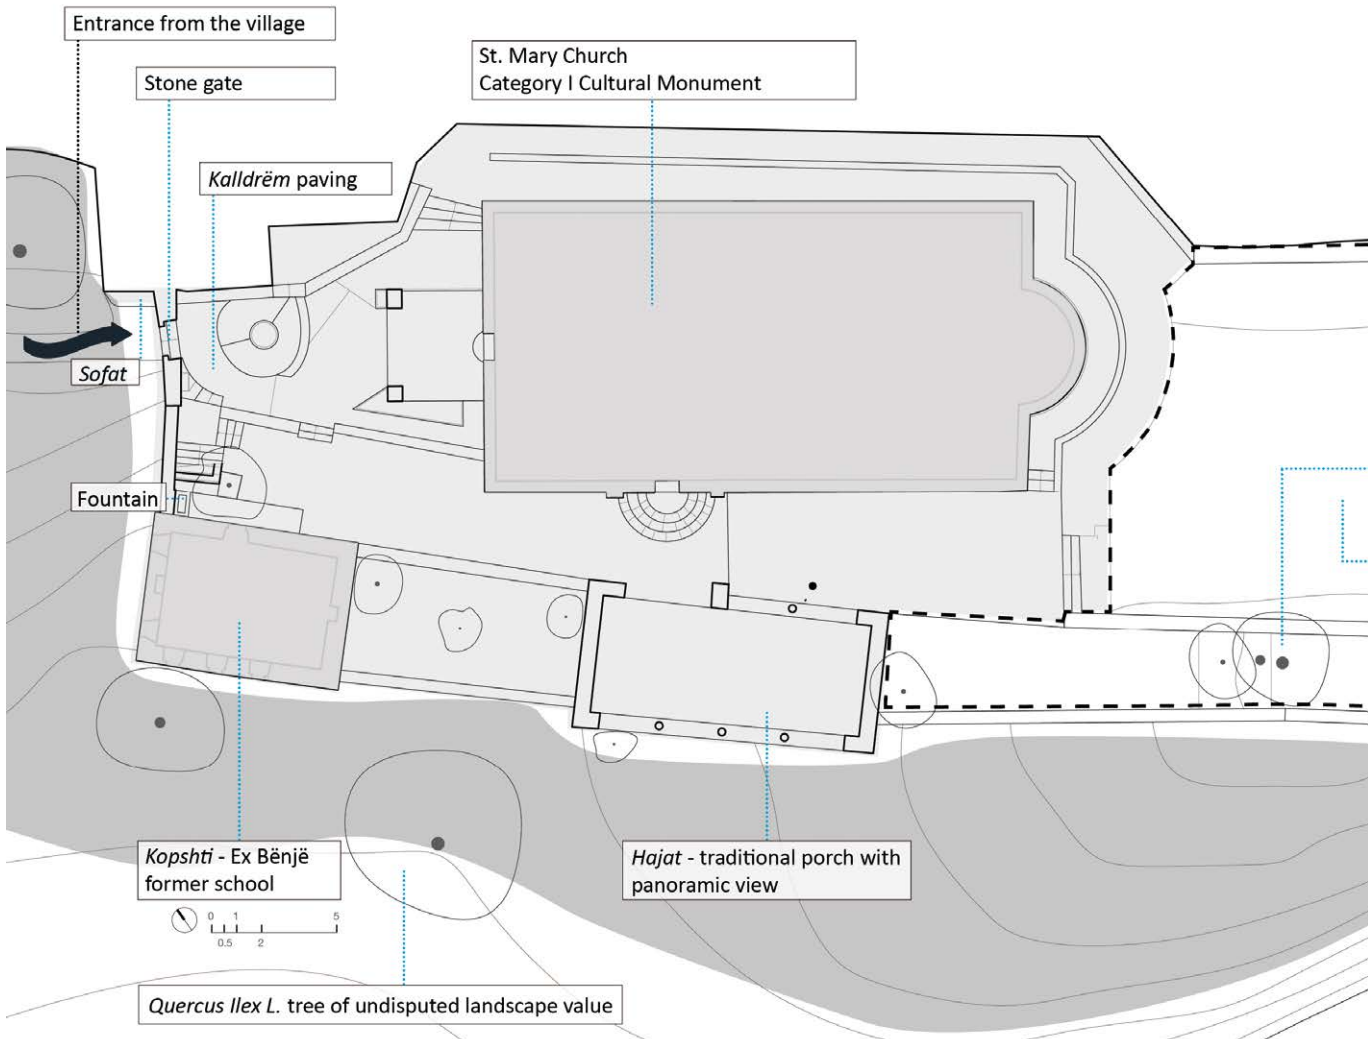 Entrance from the village
Stone gate
St. Mary Church
Category I Cultural Monument
Kalldrëm paving
Sofat
Fountain
Kopshti - Ex Bënjë
former school
Hajat - traditional porch with
panoramic view
0 1 5
0.5 2
Quercus Ilex L. tree of undisputed landscape value